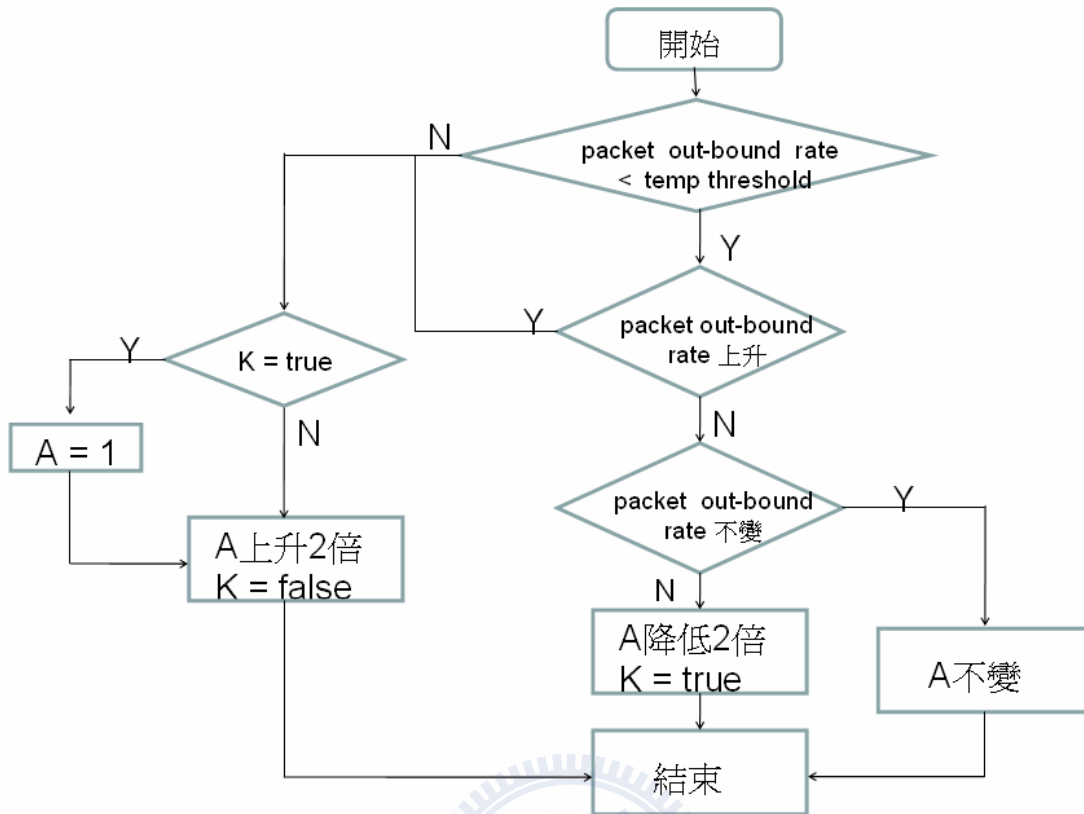 開始
N
packet out-bound rate
< temp threshold
Y
Y
packet out-bound
rate 上升
Y
K = true
N
N
A = 1
packet out-bound
rate 不變
Y
A上升2倍
K = false
N
A降低2倍
K = true
A不變
結束